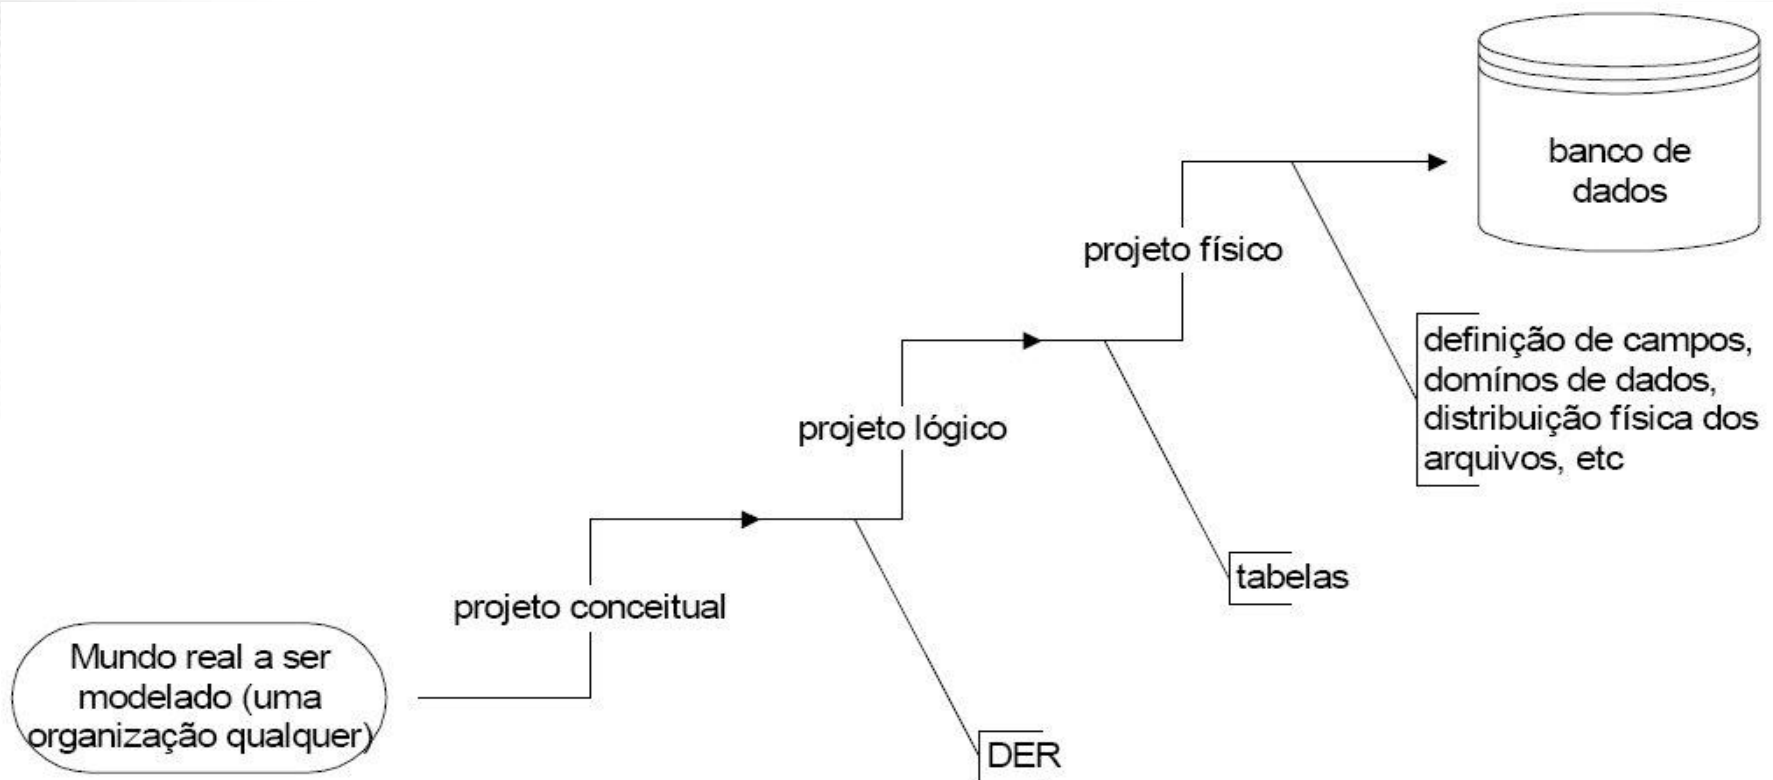 banco de
dados
projeto físico
definição de campos,
domínos de dados,
distribuição física dos
arquivos, etc
projeto lógico
tabelas
projeto conceitual
Mundo real a ser
modelado (uma
organização qualquer)
DER